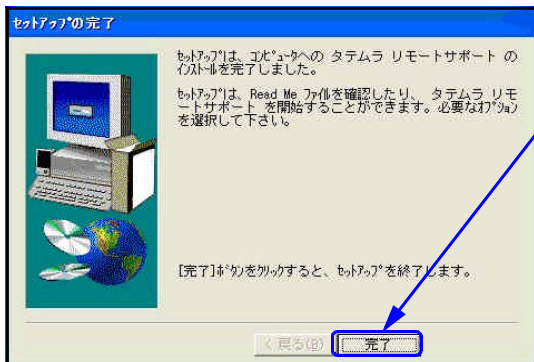 ｾｯﾄｱｯﾌﾟの完了
ｾｯﾄｱｯﾌﾟは、ｺﾝﾋﾟｭｰﾀへの タテムラ リモートサポート の
ｲﾝｽﾄｰﾙを完了しました。
ｾｯﾄｱｯﾌﾟは、Read Me ﾌｧｲﾙを確認したり、 タテムラ リモ
ートサポート を開始することができます。必要なｵﾌﾟｼｮﾝ
を選択して下さい。
[完了]ﾎﾞﾀﾝをｸﾘｯｸすると、ｾｯﾄｱｯﾌﾟを終了します。
< 戻る(B)
完了